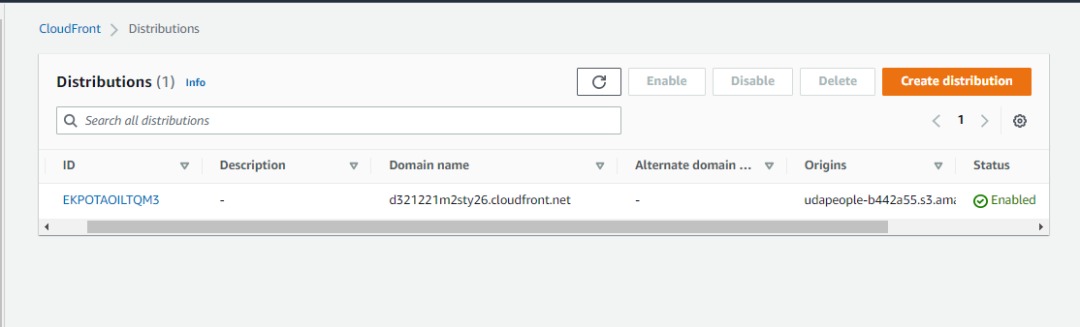 CloudFront > Distributions
Distributions (1) Info
Enable Disable Delete Create distribution
Search all distributions
< 1 >
ID Description Domain name Alternate domain ... Origins Status
EKPOTAOILTQM3 - d321221m2sty26.cloudfront.net - udapeople-b442a55.s3.ama Enabled